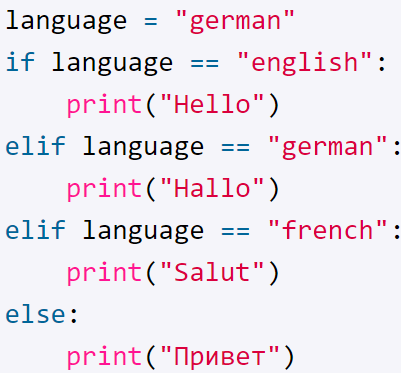 language = "german"
if language == "english":
    print("Hello")
elif language == "german":
    print("Hallo")
elif language == "french":
    print("Salut")
else:
    print("Привет")